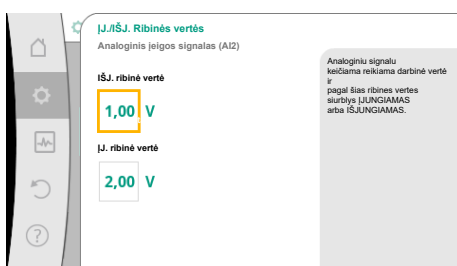 ĮJ./IŠJ. Ribinės vertės
Analoginis įeigos signalas (AI2)
IŠJ. ribinė vertė
1,00 V
ĮJ. ribinė vertė
2,00 V
Analoginiu signalu
keičiama reikiama darbinė vertė
ir
pagal šias ribines vertes
siurblys ĮJUNGIAMAS
arba IŠJUNGIAMAS.
?